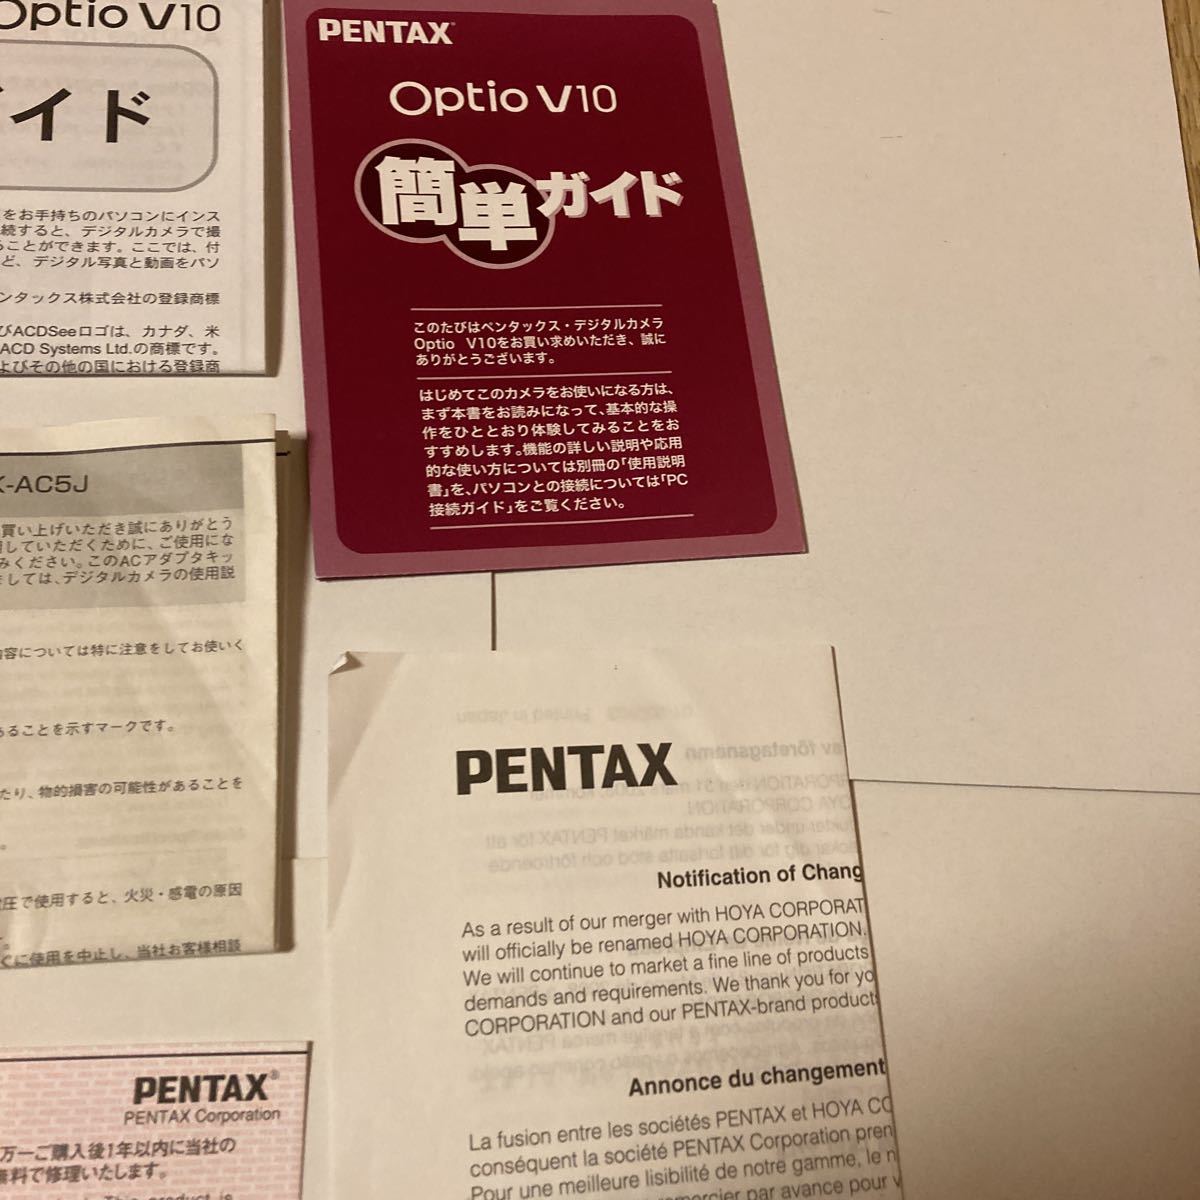 Optio V10
イド
をお手持ちのパソコンにインス
続すると、デジタルカメラで撮
ることができます。ここでは、付
ど、デジタル写真と動画をパソ
ンタックス株式会社の登録商標
びACDSeeロゴは、カナダ、米
ACD Systems Ltd.の商標です。
よびその他の国における登録商
PENTAX
Optio V10
簡単ガイド
このたびはペンタックス・デジタルカメラ
Optio V10をお買い求めいただき、誠に
ありがとうございます。
はじめてこのカメラをお使いになる方は、
まず本書をお読みになって、基本的な操
作をひととおり体験してみることをお
すすめします。機能の詳しい説明や応用
的な使い方については別冊の「使用説明
書」を、パソコンとの接続については「PC
接続ガイド」をご覧ください。
K-AC5J
買い上げいただき誠にありがとう
用していただくために、ご使用にな
みください。このACアダプタキッ
ましては、デジタルカメラの使用説
内容については特に注意をしてお使いく
あることを示すマークです。
たり、物的損害の可能性があることを
。
電圧で使用すると、火災・感電の原因
。
ぐに使用を中止し、当社お客様相談
PENTAX
Notification of Chang
As a result of our merger with HOYA CORPORAT
will officially be renamed HOYA CORPORATION.
We will continue to market a fine line of products
demands and requirements. We thank you for yo
CORPORATION and our PENTAX-brand product
Annonce du changement
La fusion entre les sociétés PENTAX et HOYA CO
conséquent la société PENTAX Corporation pren
Pour une meilleure lisibilité de notre gamme, le n
remercier par avance pour v
PENTAX®
PENTAX Corporation
万一ご購入後1年以内に当社の
無料で修理いたします。
This product is